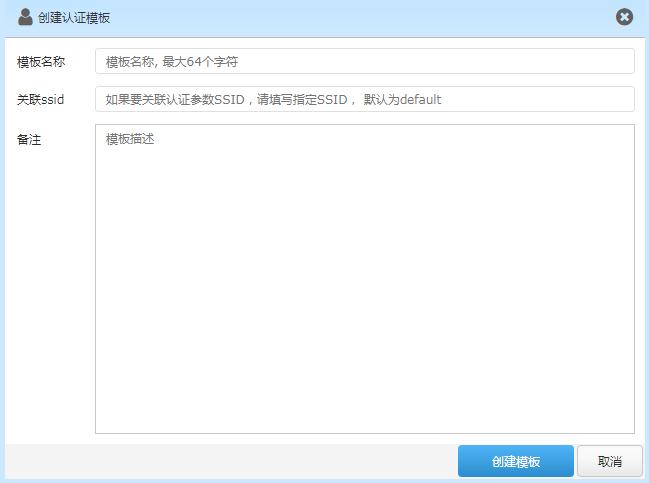 创建认证模板
模板名称
模板名称, 最大64个字符
关联ssid
如果要关联认证参数SSID，请填写指定SSID， 默认为default
备注
模板描述
创建模板
取消